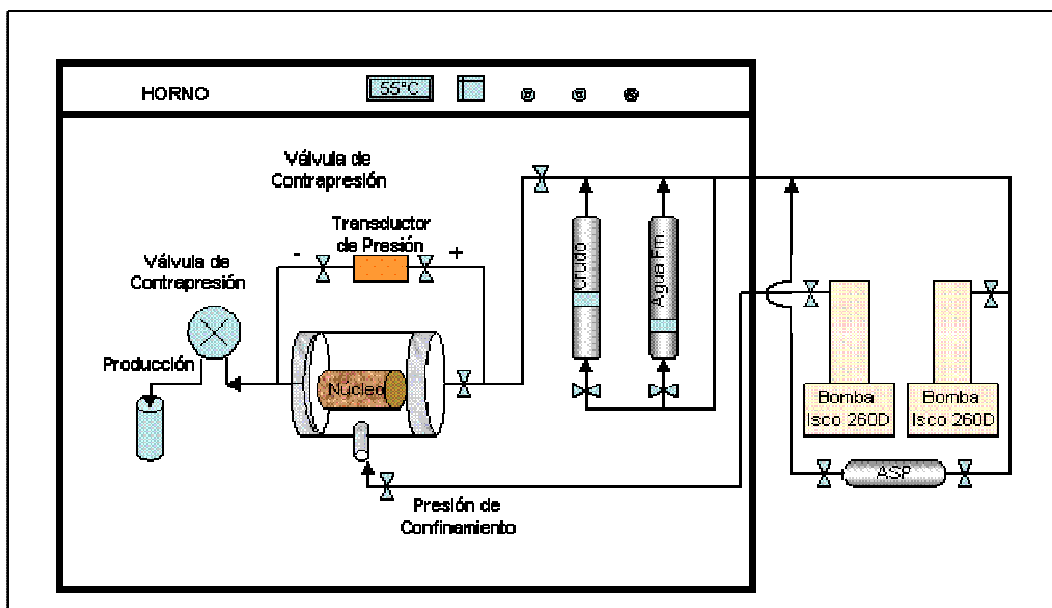 HORNO
55°C
Válvula de
Contrapresión
Transductor
de Presión
-
+
Válvula de
Contrapresión
Producción
Núcleo
Crudo
Agua Fm.
Presión de
Confinamiento
Bomba
Isco 260D
Bomba
Isco 260D
ASP